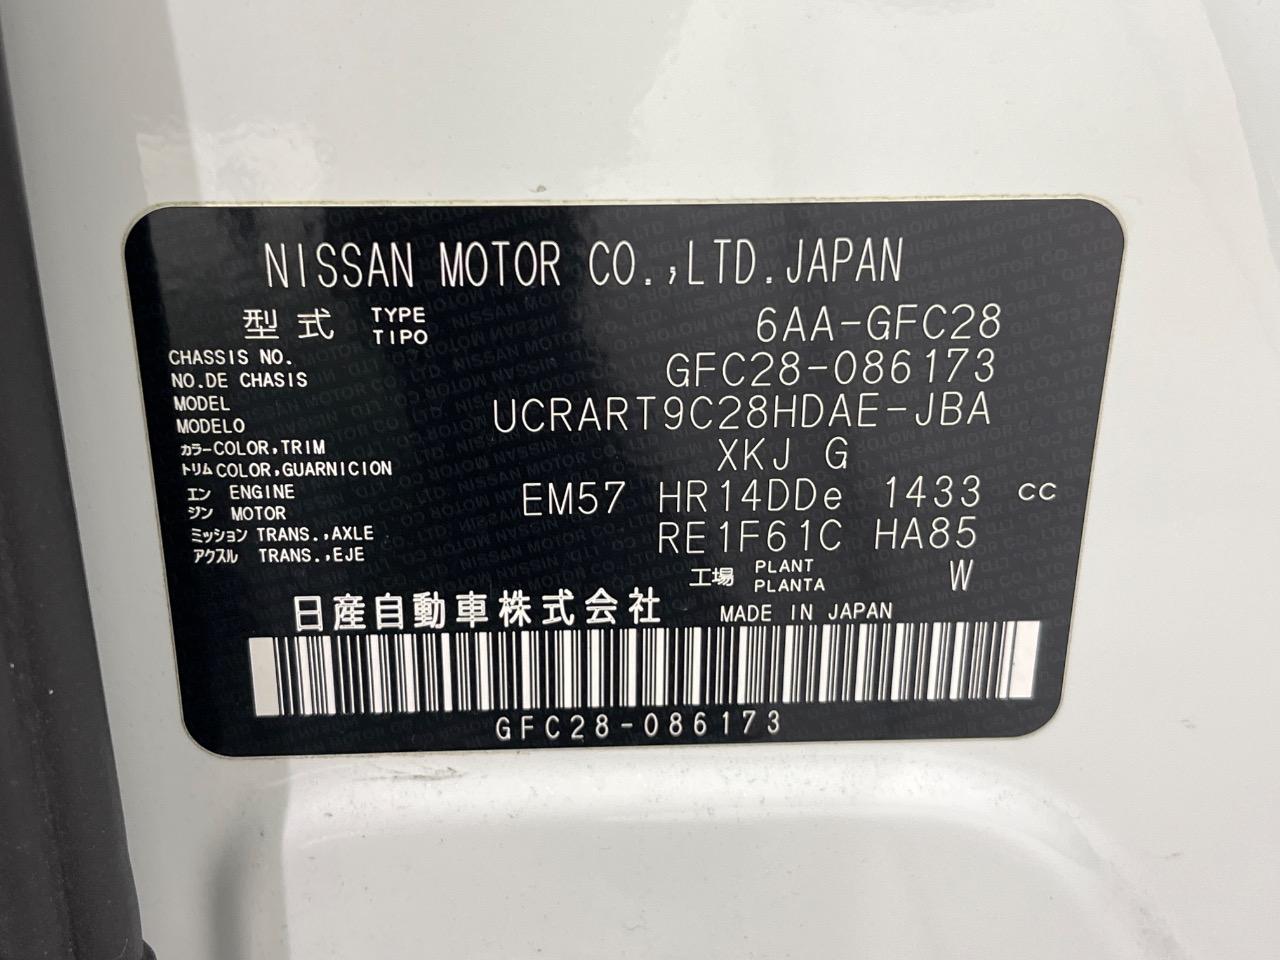 NISSAN MOTOR CO.,LTD.JAPAN
型式 TYPE TIPO 6AA-GFC28
CHASSIS NO.
NO.DE CHASIS GFC28-086173
MODEL
MODELO UCRART9C28HDAE-JBA
カラー COLOR,TRIM
トリム COLOR,GUARNICION XKJ G
エン ENGINE
ジン MOTOR EM57 HR14DDe 1433 cc
ミッション TRANS.,AXLE
アクスル TRANS.,EJE RE1F61C HA85
工場 PLANT PLANTA W
日産自動車株式会社 MADE IN JAPAN
GFC28-086173